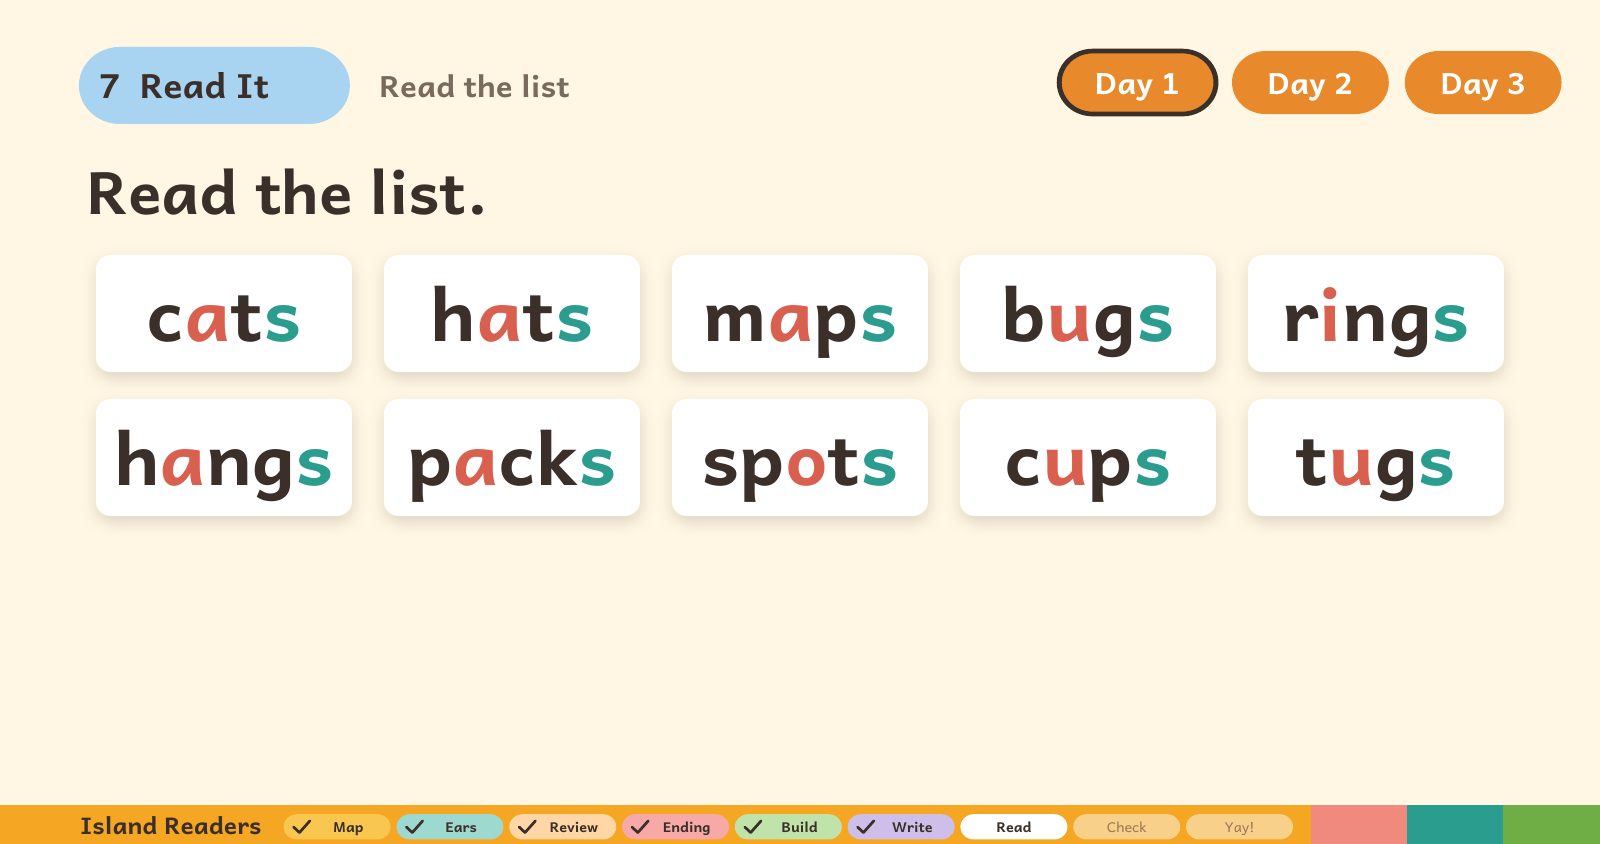 7 Read It
Read the list
Day 1
Day 2
Day 3
Read the list.
cats
hats
maps
bugs
rings
hangs
packs
spots
cups
tugs
Island Readers
Map
Ears
Review
Ending
Build
Write
Read
Check
Yay!